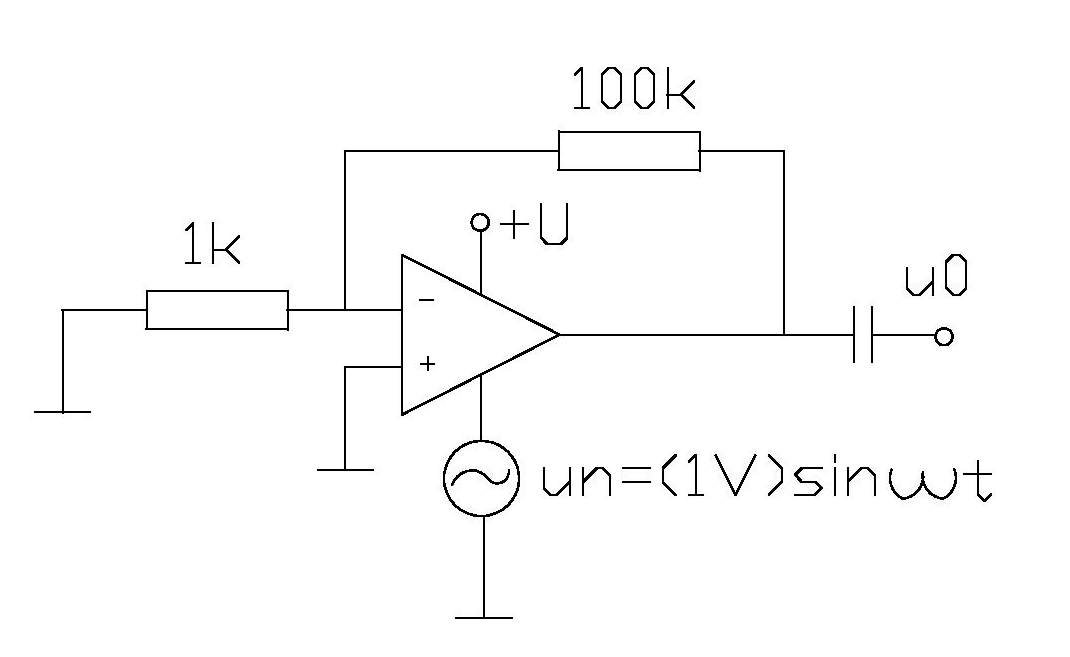 100k
+U
1k
u0
−
+
un=(1V)sinωt